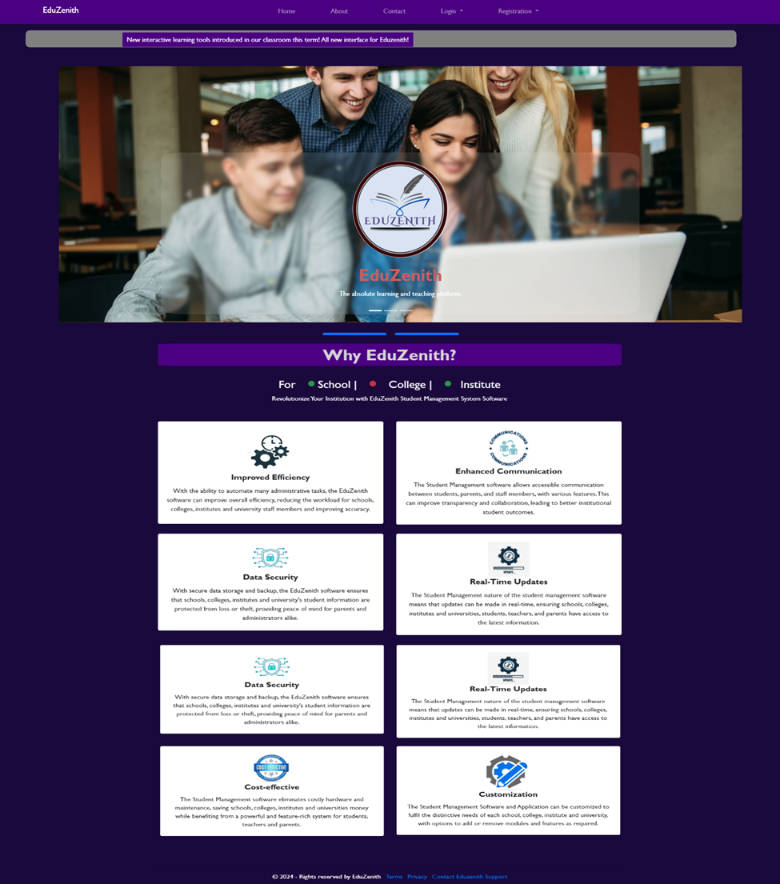 EduZenith
Home About Contact Login Registration
New interactive learning tools introduced in our classroom this term! All new interface for Eduzenith!
EDUZENITH
EduZenith
The absolute learning and teaching platform.
Why EduZenith?
For School | College | Institute
Revolutionize Your Institution with EduZenith Student Management System Software
Improved Efficiency
With the ability to automate many administrative tasks, the EduZenith
software can improve overall efficiency, reducing the workload for schools,
colleges, institutes and university staff members and improving accuracy.
COMMUNICATIONS
COMMUNICATIONS
Enhanced Communication
The Student Management software allows accessible communication
between students, parents, and staff members, with various features. This
can improve transparency and collaboration, leading to better institutional
student outcomes.
Data Security
With secure data storage and backup, the EduZenith software ensures
that schools, colleges, institutes and university's student information are
protected from loss or theft, providing peace of mind for parents and
administrators alike.
Real-Time Updates
The Student Management nature of the student management software
means that updates can be made in real-time, ensuring schools, colleges,
institutes and universities, students, teachers, and parents have access to
the latest information.
Data Security
With secure data storage and backup, the EduZenith software ensures
that schools, colleges, institutes and university's student information are
protected from loss or theft, providing peace of mind for parents and
administrators alike.
Real-Time Updates
The Student Management nature of the student management software
means that updates can be made in real-time, ensuring schools, colleges,
institutes and universities, students, teachers, and parents have access to
the latest information.
COST EFFECTIVE
Cost-effective
The Student Management software eliminates costly hardware and
maintenance, saving schools, colleges, institutes and universities money
while benefiting from a powerful and feature-rich system for students,
teachers and parents.
Customization
The Student Management Software and Application can be customized to
fulfil the distinctive needs of each school, college, institute and university,
with options to add or remove modules and features as required.
© 2024 - Rights reserved by EduZenith Terms Privacy Contact Eduzenith Support